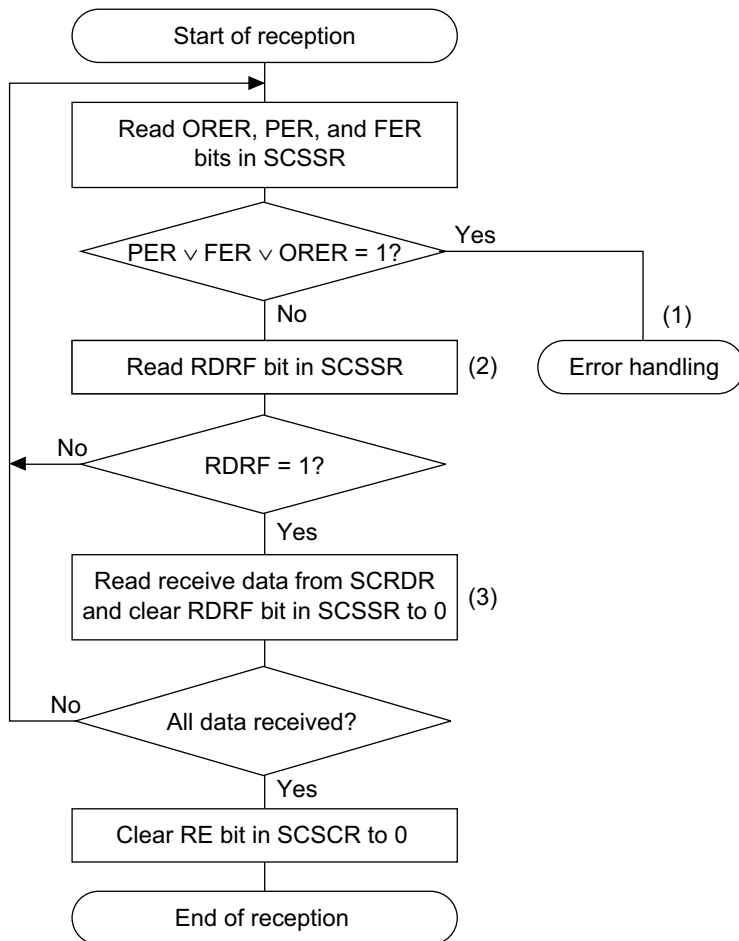 Start of reception
Read ORER, PER, and FER
bits in SCSSR
PER ∨ FER ∨ ORER = 1?
Yes
No
(1)
Error handling
Read RDRF bit in SCSSR
(2)
RDRF = 1?
No
Yes
Read receive data from SCRDR
and clear RDRF bit in SCSSR to 0
(3)
All data received?
No
Yes
Clear RE bit in SCSCR to 0
End of reception